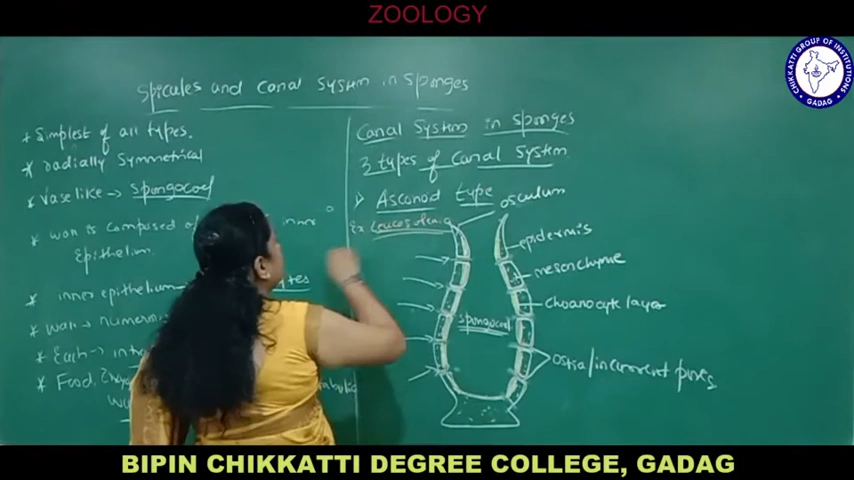 ZOOLOGY
CHIKKATTI GROUP OF INSTITUTIONS
GADAG
Spicules and Canal System in Sponges
+ Simplest of all types.
* radially Symmetrical
* Vase like → Spongocoel
* wall is composed of inner
Epithelium.
* inner epithelium
* wall → numerous
* Each →
* Food,
Canal System in Sponges
3 types of Canal System
1) Asconoid type
Ex Leucosolenia
osculum
epidermis
mesenchyme
Choanocyte layer
Spongocoel
ostia/incurrent pores
BIPIN CHIKKATTI DEGREE COLLEGE, GADAG